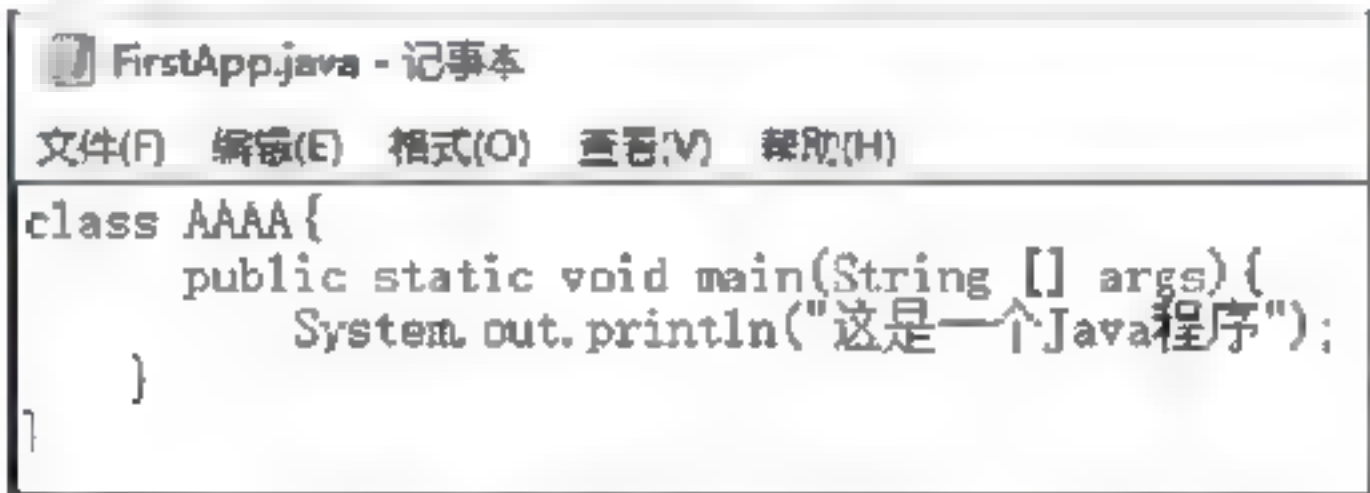 FirstApp.java - 记事本
文件(F) 编辑(E) 格式(O) 查看(V) 帮助(H)
class AAAA{
public static void main(String [] args){
System.out.println("这是一个Java程序");
}
}